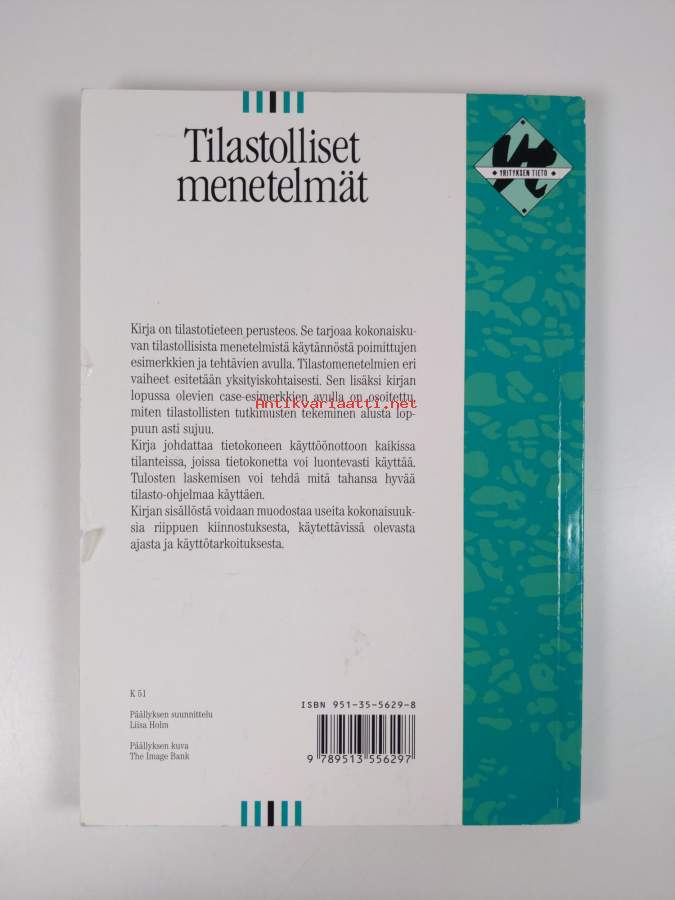 Tilastolliset
menetelmät
YRITYKSEN TIETO
Kirja on tilastotieteen perusteos. Se tarjoaa kokonaisku-
van tilastollisista menetelmistä käytännöstä poimittujen
esimerkkien ja tehtävien avulla. Tilastomenetelmien eri
vaiheet esitetään yksityiskohtaisesti. Sen lisäksi kirjan
lopussa olevien case-esimerkkien avulla on osoitettu,
Antikvariaatti.net
miten tilastollisten tutkimusten tekeminen alusta lop-
puun asti sujuu.
Kirja johdattaa tietokoneen käyttöönottoon kaikissa
tilanteissa, joissa tietokonetta voi luontevasti käyttää.
Tulosten laskemisen voi tehdä mitä tahansa hyvää
tilasto-ohjelmaa käyttäen.
Kirjan sisällöstä voidaan muodostaa useita kokonaisuuk-
sia riippuen kiinnostuksesta, käytettävissä olevasta
ajasta ja käyttötarkoituksesta.
K 51
Päällyksen suunnittelu
Liisa Holm
Päällyksen kuva
The Image Bank
ISBN 951-35-5629-8
9 789513 556297